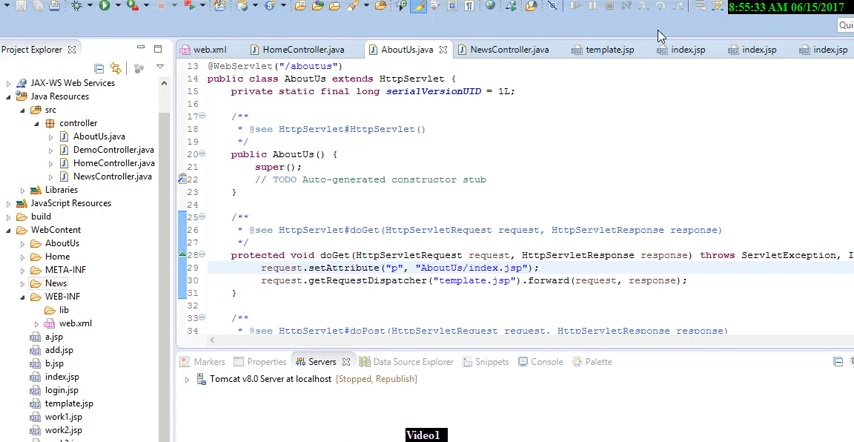 8:55:33 AM 06/15/2017
Qui
Project Explorer
web.xml HomeController.java AboutUs.java NewsController.java template.jsp index.jsp index.jsp index.jsp
JAX-WS Web Services
Java Resources
src
controller
AboutUs.java
DemoController.java
HomeController.java
NewsController.java
Libraries
JavaScript Resources
build
WebContent
AboutUs
Home
META-INF
News
WEB-INF
lib
web.xml
a.jsp
add.jsp
b.jsp
index.jsp
login.jsp
template.jsp
work1.jsp
work2.jsp
13 @WebServlet("/aboutus")
14 public class AboutUs extends HttpServlet {
15 private static final long serialVersionUID = 1L;
16
17 /**
18 * @see HttpServlet#HttpServlet()
19 */
20 public AboutUs() {
21 super();
22 // TODO Auto-generated constructor stub
23 }
24
25 /**
26 * @see HttpServlet#doGet(HttpServletRequest request, HttpServletResponse response)
27 */
28 protected void doGet(HttpServletRequest request, HttpServletResponse response) throws ServletException, I
29 request.setAttribute("p", "AboutUs/index.jsp");
30 request.getRequestDispatcher("template.jsp").forward(request, response);
31 }
32
33 /**
34 * @see HttpServlet#doPost(HttpServletRequest request, HttpServletResponse response)
Markers Properties Servers Data Source Explorer Snippets Console Palette
Tomcat v8.0 Server at localhost [Stopped, Republish]
Video1